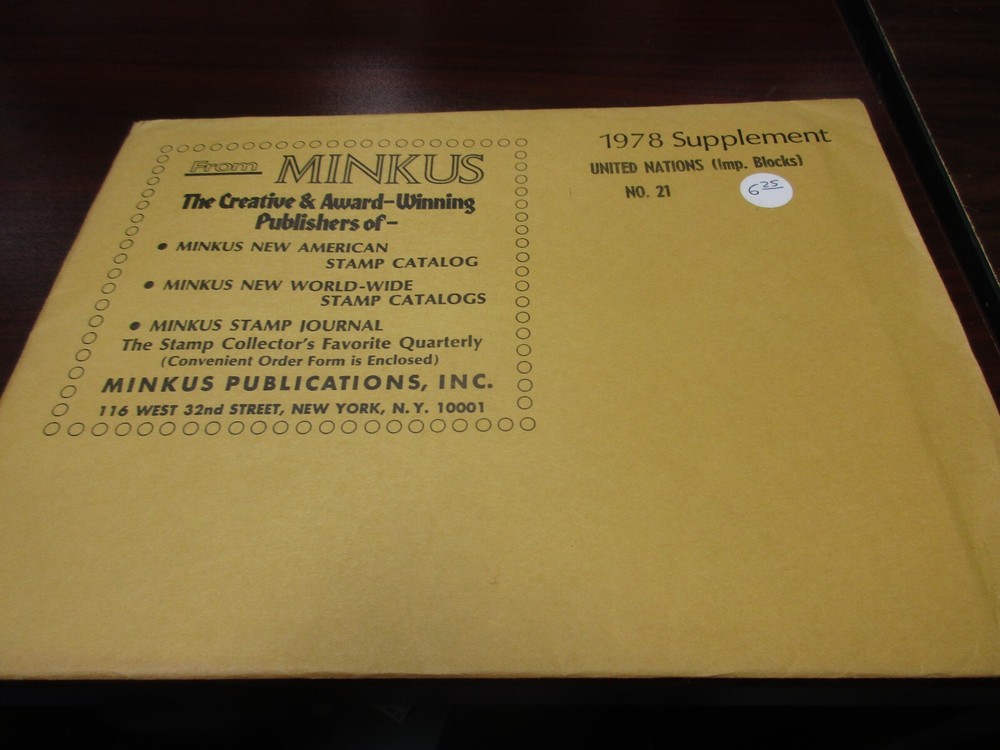 From MINKUS
The Creative & Award-Winning
Publishers of-
• MINKUS NEW AMERICAN
STAMP CATALOG
• MINKUS NEW WORLD-WIDE
STAMP CATALOGS
• MINKUS STAMP JOURNAL
The Stamp Collector's Favorite Quarterly
(Convenient Order Form is Enclosed)
MINKUS PUBLICATIONS, INC.
116 WEST 32nd STREET, NEW YORK, N.Y. 10001
1978 Supplement
UNITED NATIONS (Imp. Blocks)
NO. 21
6 25